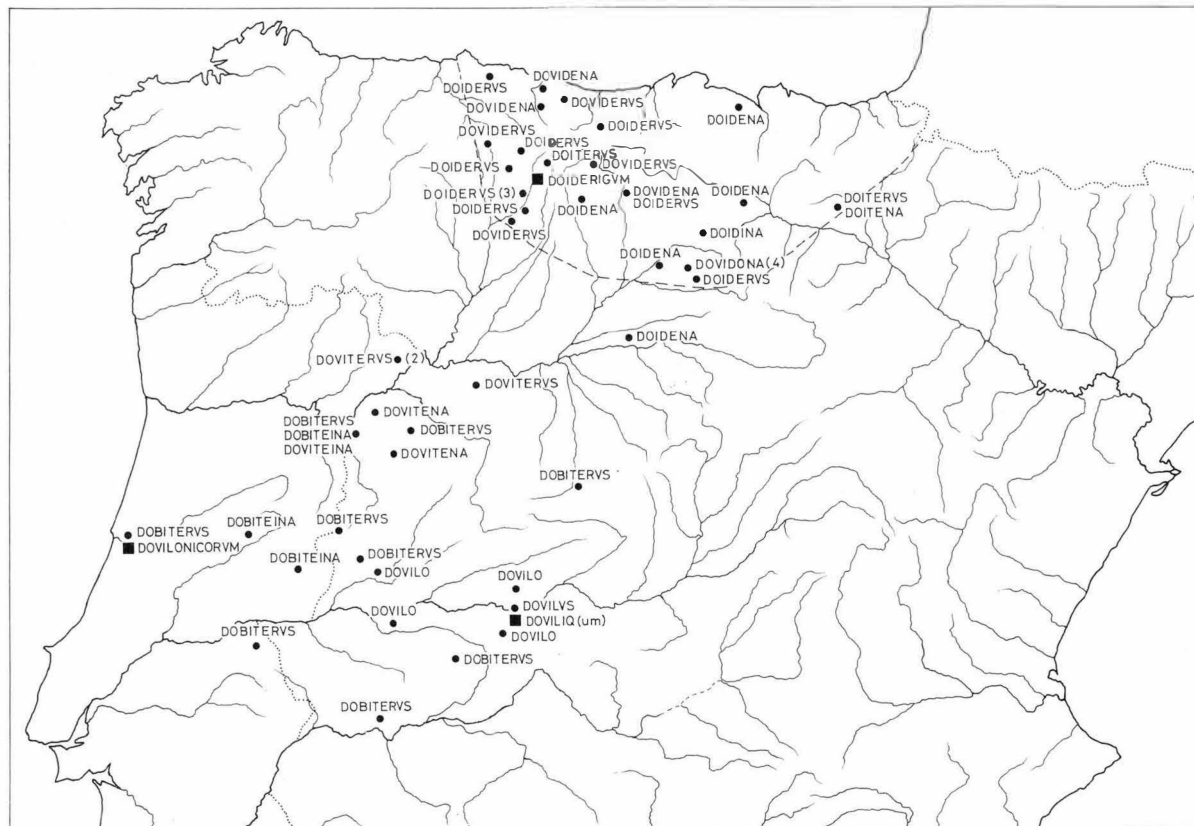 DOVIDENA
DOIDERVS
DOVIDERVS
DOVIDENA
DOIDENA
DOIDERVS
DOVIDERVS
DOIDERVS
DOITERVS
DOVIDERVS
DOIDERVS
DOIDERIGVM
DOIDERVS (3)
DOVIDENA
DOIDERVS
DOIDENA
DOIDENA
DOITERVS
DOITENA
DOIDERVS
DOVIDERVS
DOIDINA
DOIDENA
DOVIDONA (4)
DOIDERVS
DOIDENA
DOVITERVS (2)
DOVITERVS
DOVITENA
DOBITERVS
DOBITEINA
DOVITEINA
DOBITERVS
DOVITENA
DOBITERVS
DOBITERVS
DOVILONICORVM
DOBITEINA
DOBITERVS
DOBITERVS
DOBITEINA
DOVILO
DOVILO
DOVILVS
DOVILIQ (um)
DOVILO
DOVILO
DOBITERVS
DOBITERVS
DOBITERVS